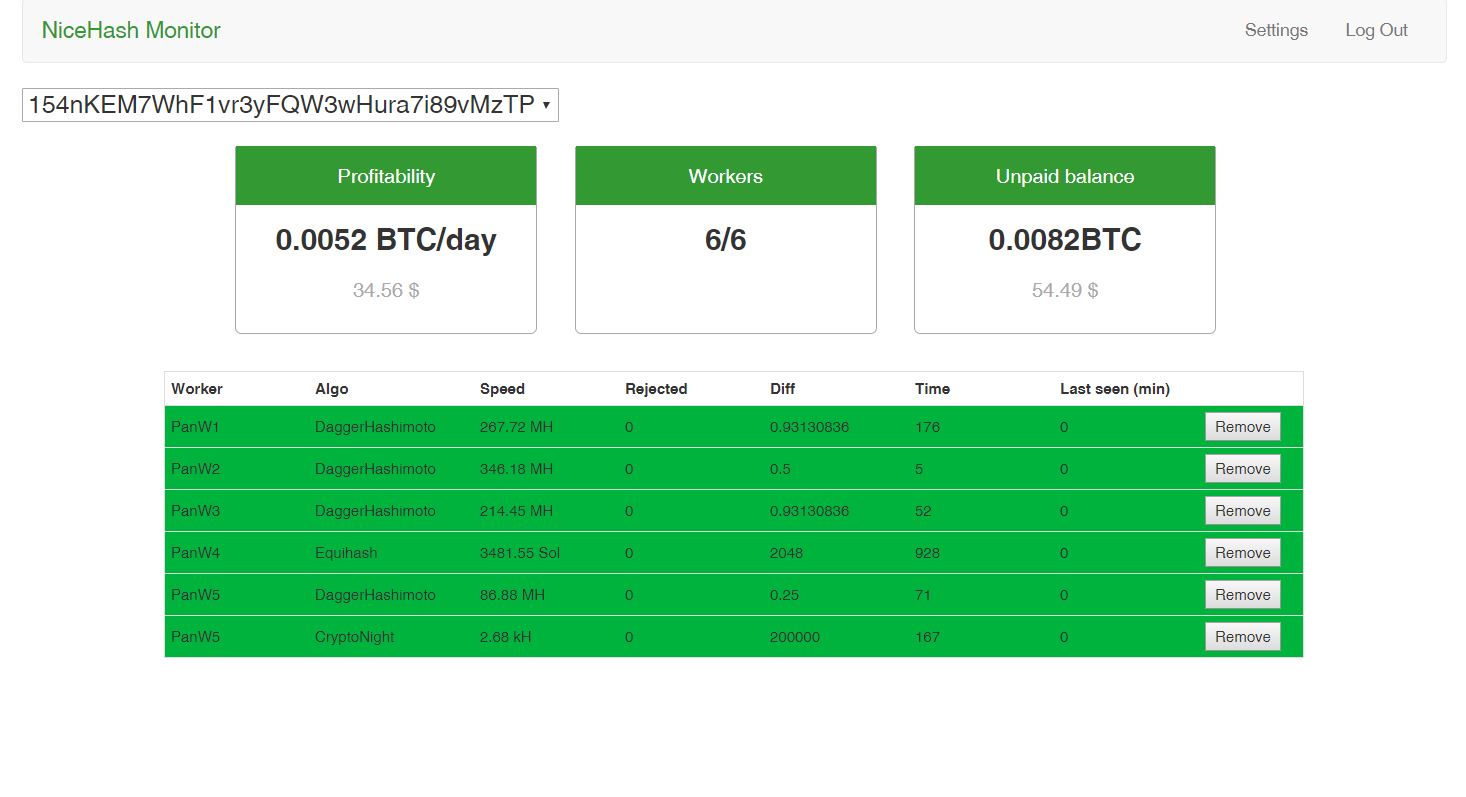 NiceHash Monitor Settings Log Out
154nKEM7WhF1vr3yFQW3wHura7i89vMzTP
Profitability Workers Unpaid balance
0.0052 BTC/day 6/6 0.0082BTC
34.56 $ 54.49 $
Worker Algo Speed Rejected Diff Time Last seen (min)
PanW1 DaggerHashimoto 267.72 MH 0 0.93130836 176 0 Remove
PanW2 DaggerHashimoto 346.18 MH 0 0.5 5 0 Remove
PanW3 DaggerHashimoto 214.45 MH 0 0.93130836 52 0 Remove
PanW4 Equihash 3481.55 Sol 0 2048 928 0 Remove
PanW5 DaggerHashimoto 86.88 MH 0 0.25 71 0 Remove
PanW5 CryptoNight 2.68 kH 0 200000 167 0 Remove